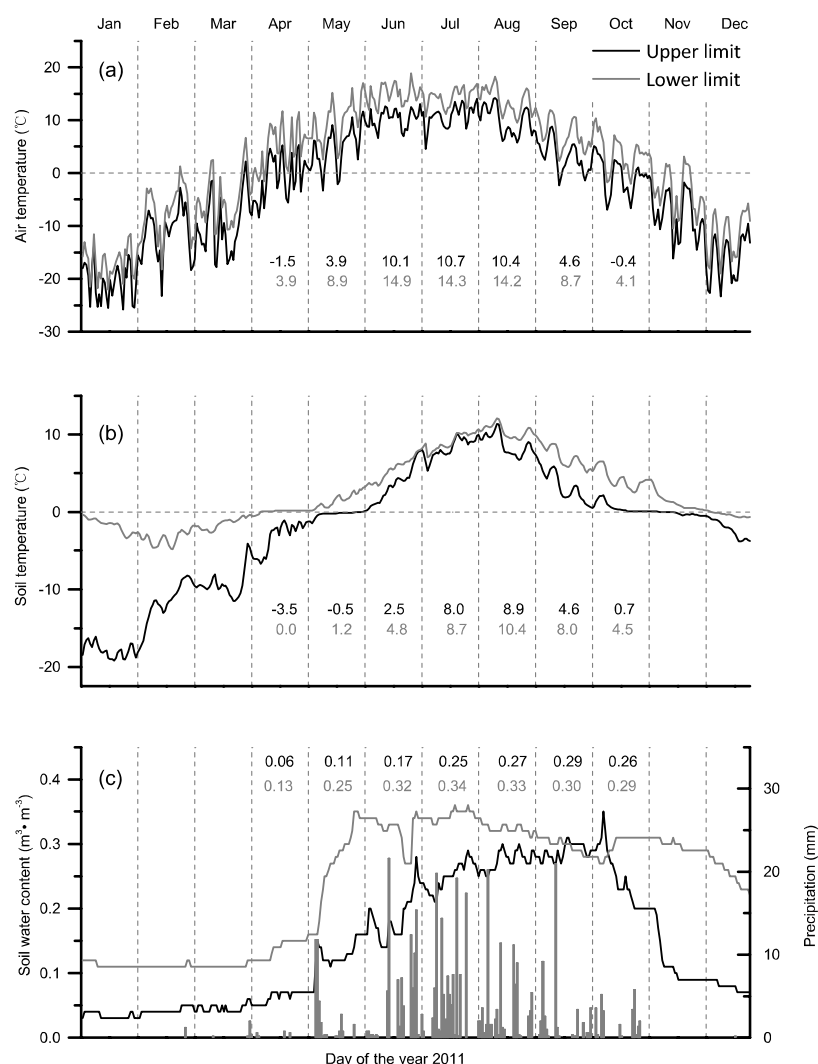 Jan Feb Mar Apr May Jun Jul Aug Sep Oct Nov Dec
(a)
Upper limit
Lower limit
20
10
0
-10
-20
-30
Air temperature (℃)
-1.5 3.9 10.1 10.7 10.4 4.6 -0.4
3.9 8.9 14.9 14.3 14.2 8.7 4.1
(b)
10
0
-10
-20
Soil temperature (℃)
-3.5 -0.5 2.5 8.0 8.9 4.6 0.7
0.0 1.2 4.8 8.7 10.4 8.0 4.5
(c)
0.06 0.11 0.17 0.25 0.27 0.29 0.26
0.13 0.25 0.32 0.34 0.33 0.30 0.29
0.4
0.3
0.2
0.1
0.0
Soil water content (m³• m⁻³)
30
20
10
0
Precipitation (mm)
Day of the year 2011